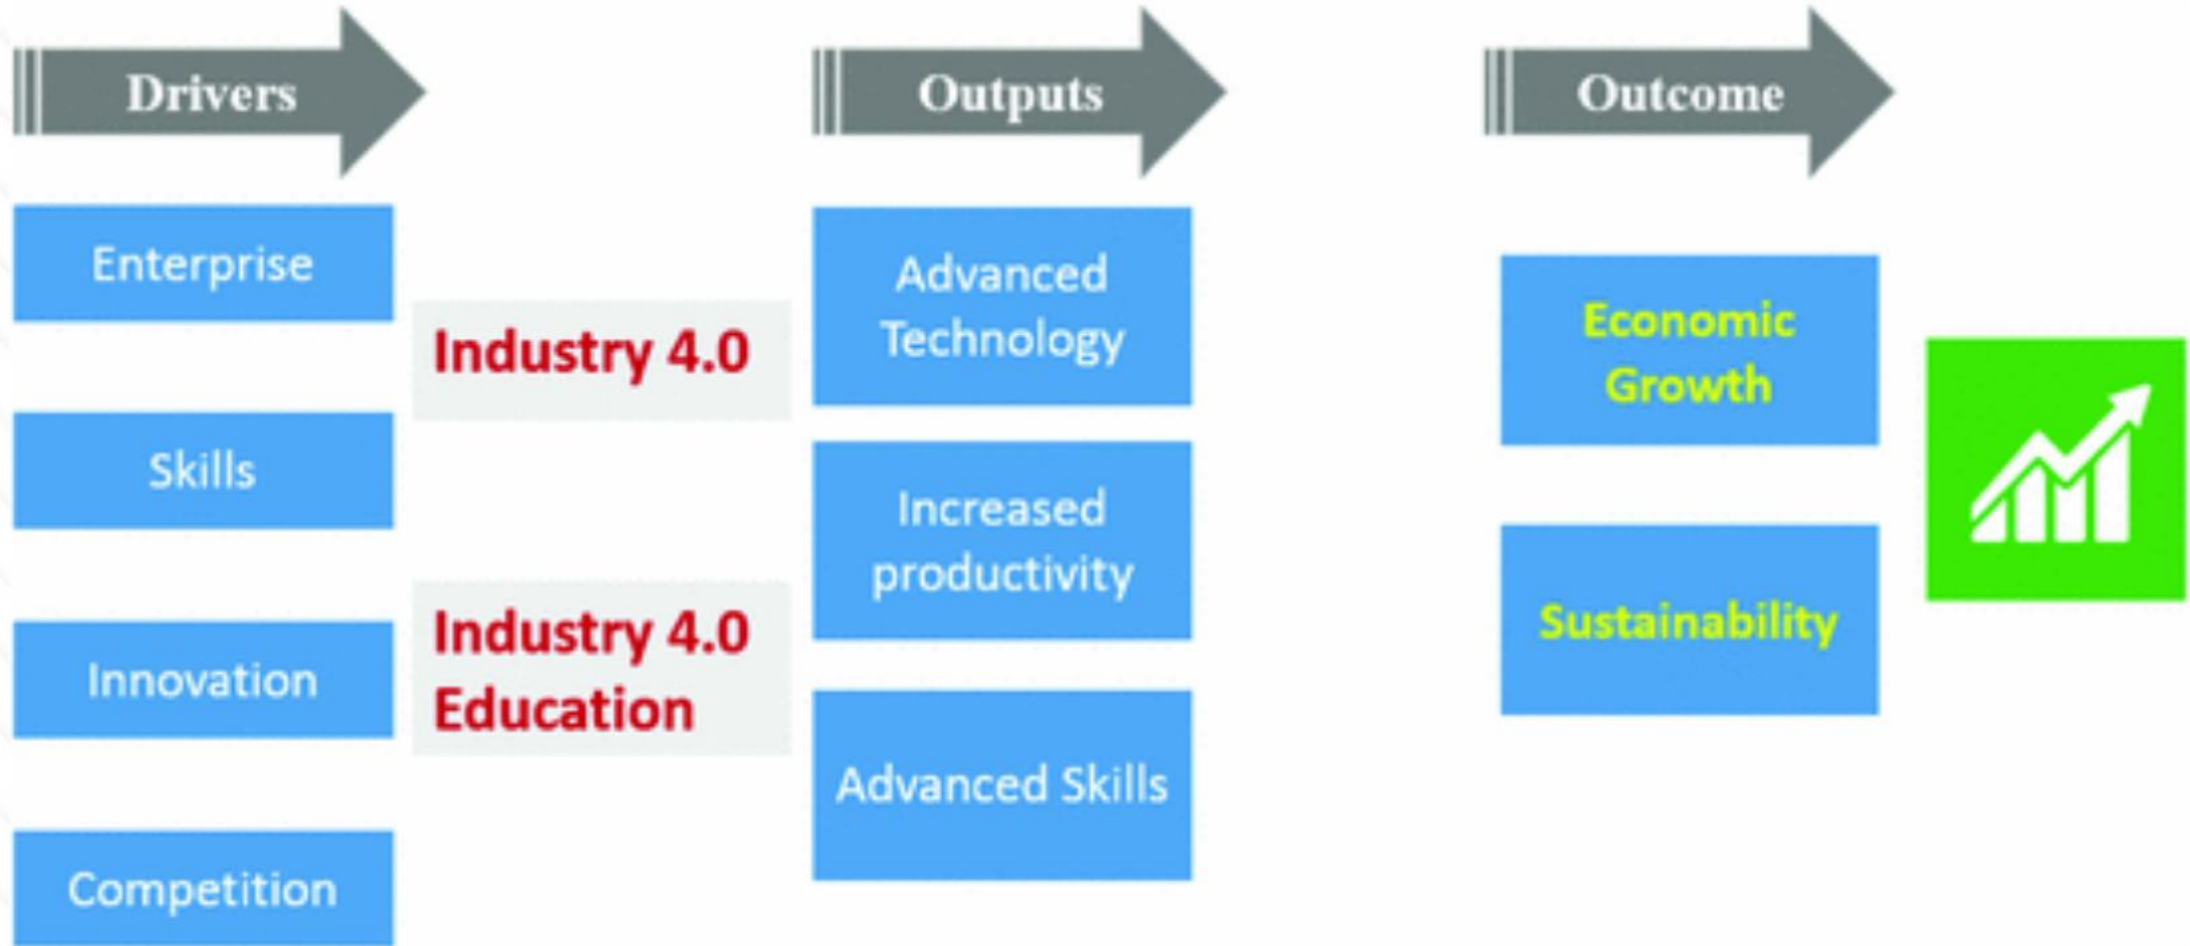 Drivers
Outputs
Outcome
Enterprise
Skills
Innovation
Competition
Industry 4.0
Industry 4.0
Education
Advanced
Technology
Increased
productivity
Advanced Skills
Economic
Growth
Sustainability